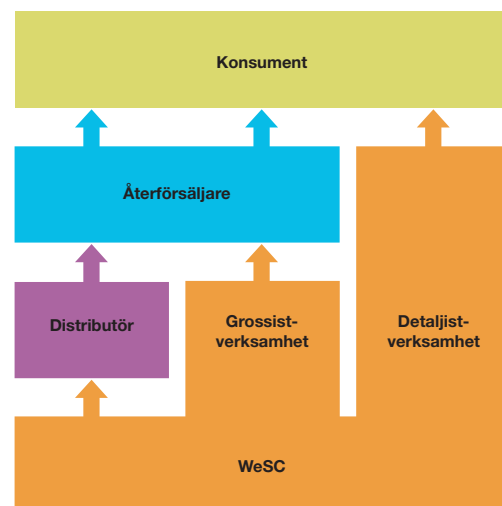 Konsument
Återförsäljare
Distributör
Grossist-
verksamhet
Detaljist-
verksamhet
WeSC